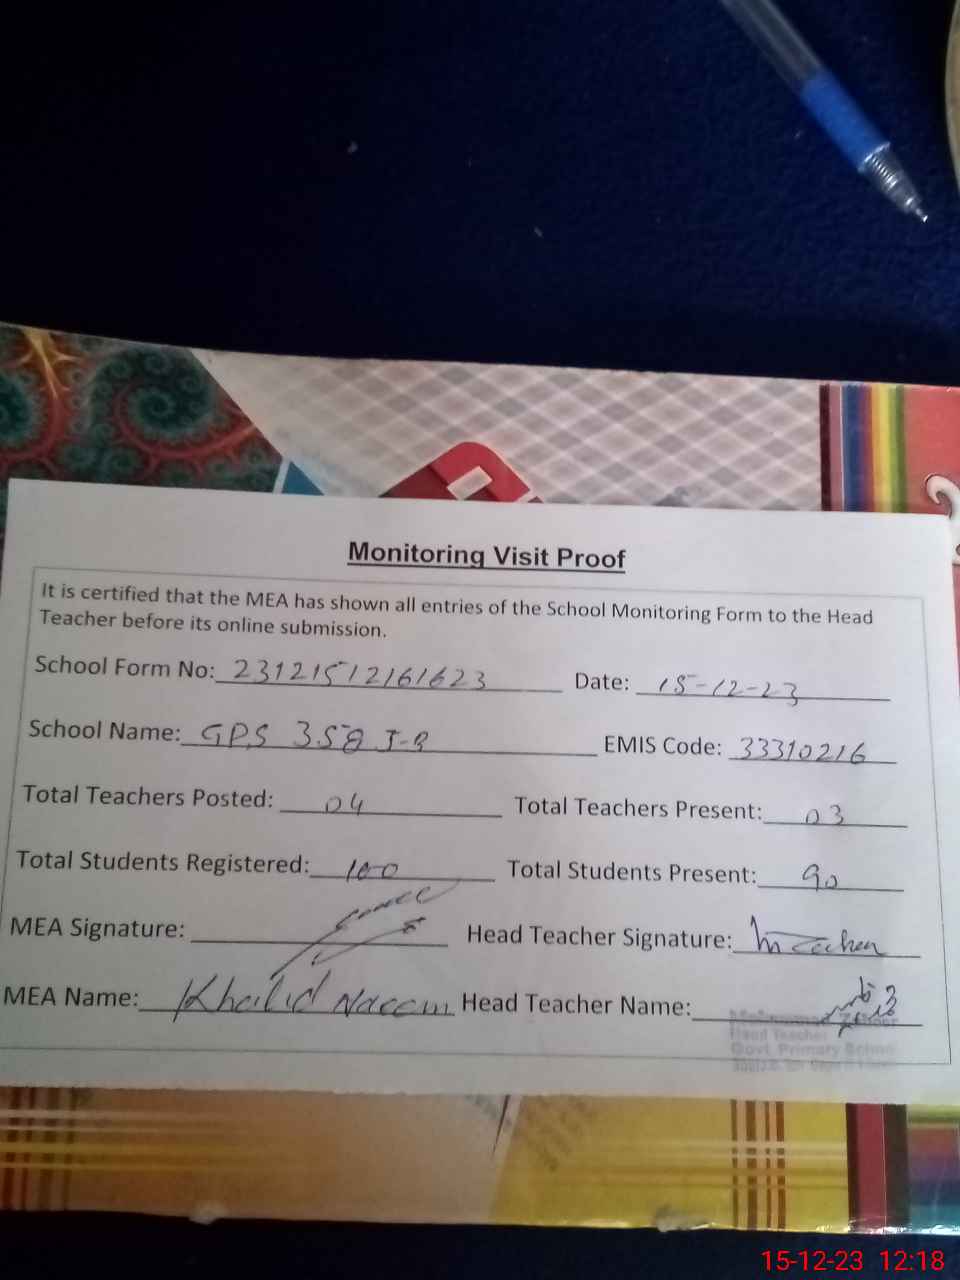 Monitoring Visit Proof
It is certified that the MEA has shown all entries of the School Monitoring Form to the Head
Teacher before its online submission.
School Form No: 23121512161623 Date: 15-12-23
School Name: GPS 358 J-B EMIS Code: 33310216
Total Teachers Posted: 04 Total Teachers Present: 03
Total Students Registered: 100 Total Students Present: 90
MEA Signature: Head Teacher Signature:
MEA Name: Khalid Naeem Head Teacher Name:
Head Teacher
Govt. Primary School
15-12-23 12:18